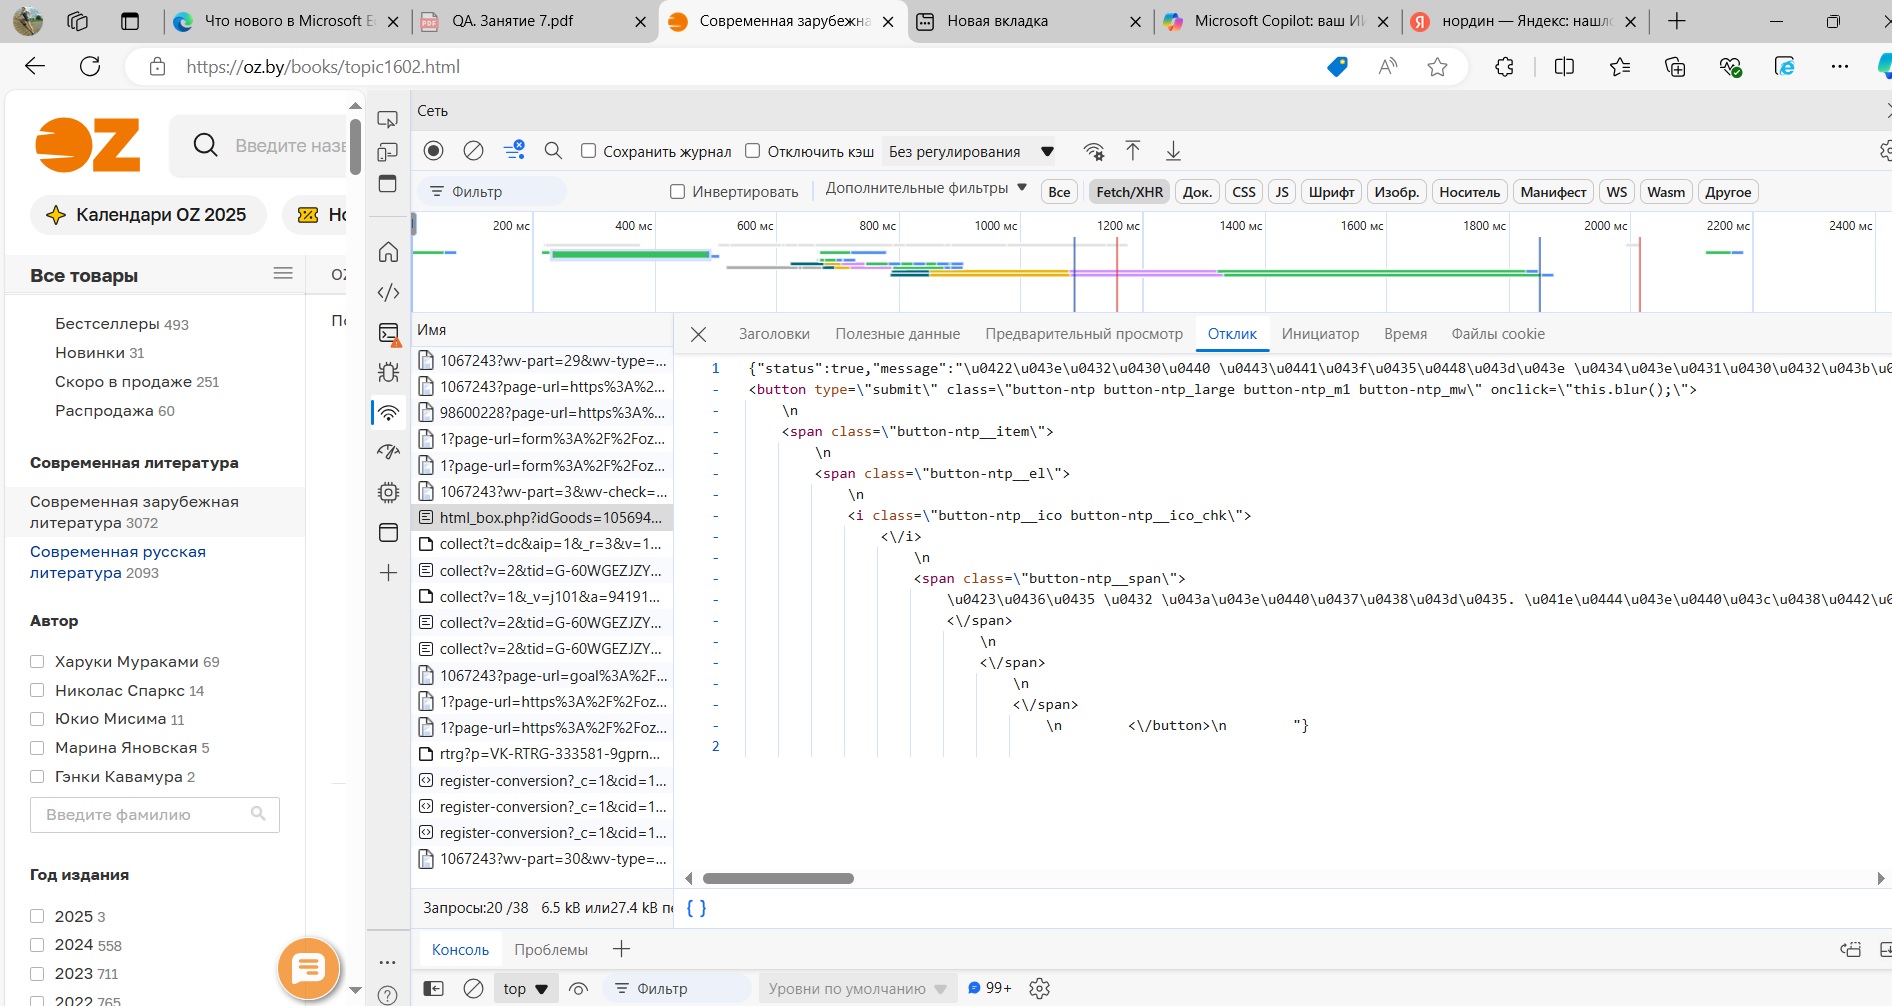 Что нового в Microsoft E
QA. Занятие 7.pdf
Современная зарубежна
Новая вкладка
Microsoft Copilot: ваш И
нордин — Яндекс: нашл
https://oz.by/books/topic1602.html
OZ
Введите назв
Календари OZ 2025
Но
Все товары
OZ
Бестселлеры 493
Новинки 31
Скоро в продаже 251
Распродажа 60
По
Современная литература
Современная зарубежная
литература 3072
Современная русская
литература 2093
Автор
Харуки Мураками 69
Николас Спаркс 14
Юкио Мисима 11
Марина Яновская 5
Гэнки Кавамура 2
Введите фамилию
Год издания
2025 3
2024 558
2023 711
2022 765
Сеть
Сохранить журнал
Отключить кэш
Без регулирования
Фильтр
Инвертировать
Дополнительные фильтры
Все
Fetch/XHR
Док.
CSS
JS
Шрифт
Изобр.
Носитель
Манифест
WS
Wasm
Другое
200 мс
400 мс
600 мс
800 мс
1000 мс
1200 мс
1400 мс
1600 мс
1800 мс
2000 мс
2200 мс
2400 мс
Имя
1067243?wv-part=29&wv-type=...
1067243?page-url=https%3A%2...
98600228?page-url=https%3A%...
1?page-url=form%3A%2F%2Foz...
1?page-url=form%3A%2F%2Foz...
1067243?wv-part=3&wv-check=...
html_box.php?idGoods=105694...
collect?t=dc&aip=1&_r=3&v=1...
collect?v=2&tid=G-60WGEZJZY...
collect?v=1&_v=j101&a=94191...
collect?v=2&tid=G-60WGEZJZY...
collect?v=2&tid=G-60WGEZJZY...
1067243?page-url=goal%3A%2F...
1?page-url=https%3A%2F%2Foz...
1?page-url=https%3A%2F%2Foz...
rtrg?p=VK-RTRG-333581-9gprn...
register-conversion?_c=1&cid=1...
register-conversion?_c=1&cid=1...
register-conversion?_c=1&cid=1...
1067243?wv-part=30&wv-type=...
Запросы:20 /38 6.5 kB или27.4 kB пе
Заголовки
Полезные данные
Предварительный просмотр
Отклик
Инициатор
Время
Файлы cookie
1 {"status":true,"message":"\u0422\u043e\u0432\u0430\u0440 \u0443\u0441\u043f\u0435\u0448\u043d\u043e \u0434\u043e\u0431\u0430\u0432\u043b\u0
- <button type=\"submit\" class=\"button-ntp button-ntp_large button-ntp_m1 button-ntp_mw\" onclick=\"this.blur();\">
- \n
- <span class=\"button-ntp__item\">
- \n
- <span class=\"button-ntp__el\">
- \n
- <i class=\"button-ntp__ico button-ntp__ico_chk\">
- <\/i>
- \n
- <span class=\"button-ntp__span\">
- \u0423\u0436\u0435 \u0432 \u043a\u043e\u0440\u0437\u0438\u043d\u0435. \u041e\u0444\u043e\u0440\u043c\u0438\u0442\u0
- <\/span>
- \n
- <\/span>
- \n
- <\/span>
- \n <\/button>\n "}
2
{ }
Консоль
Проблемы
top
Фильтр
Уровни по умолчанию
99+